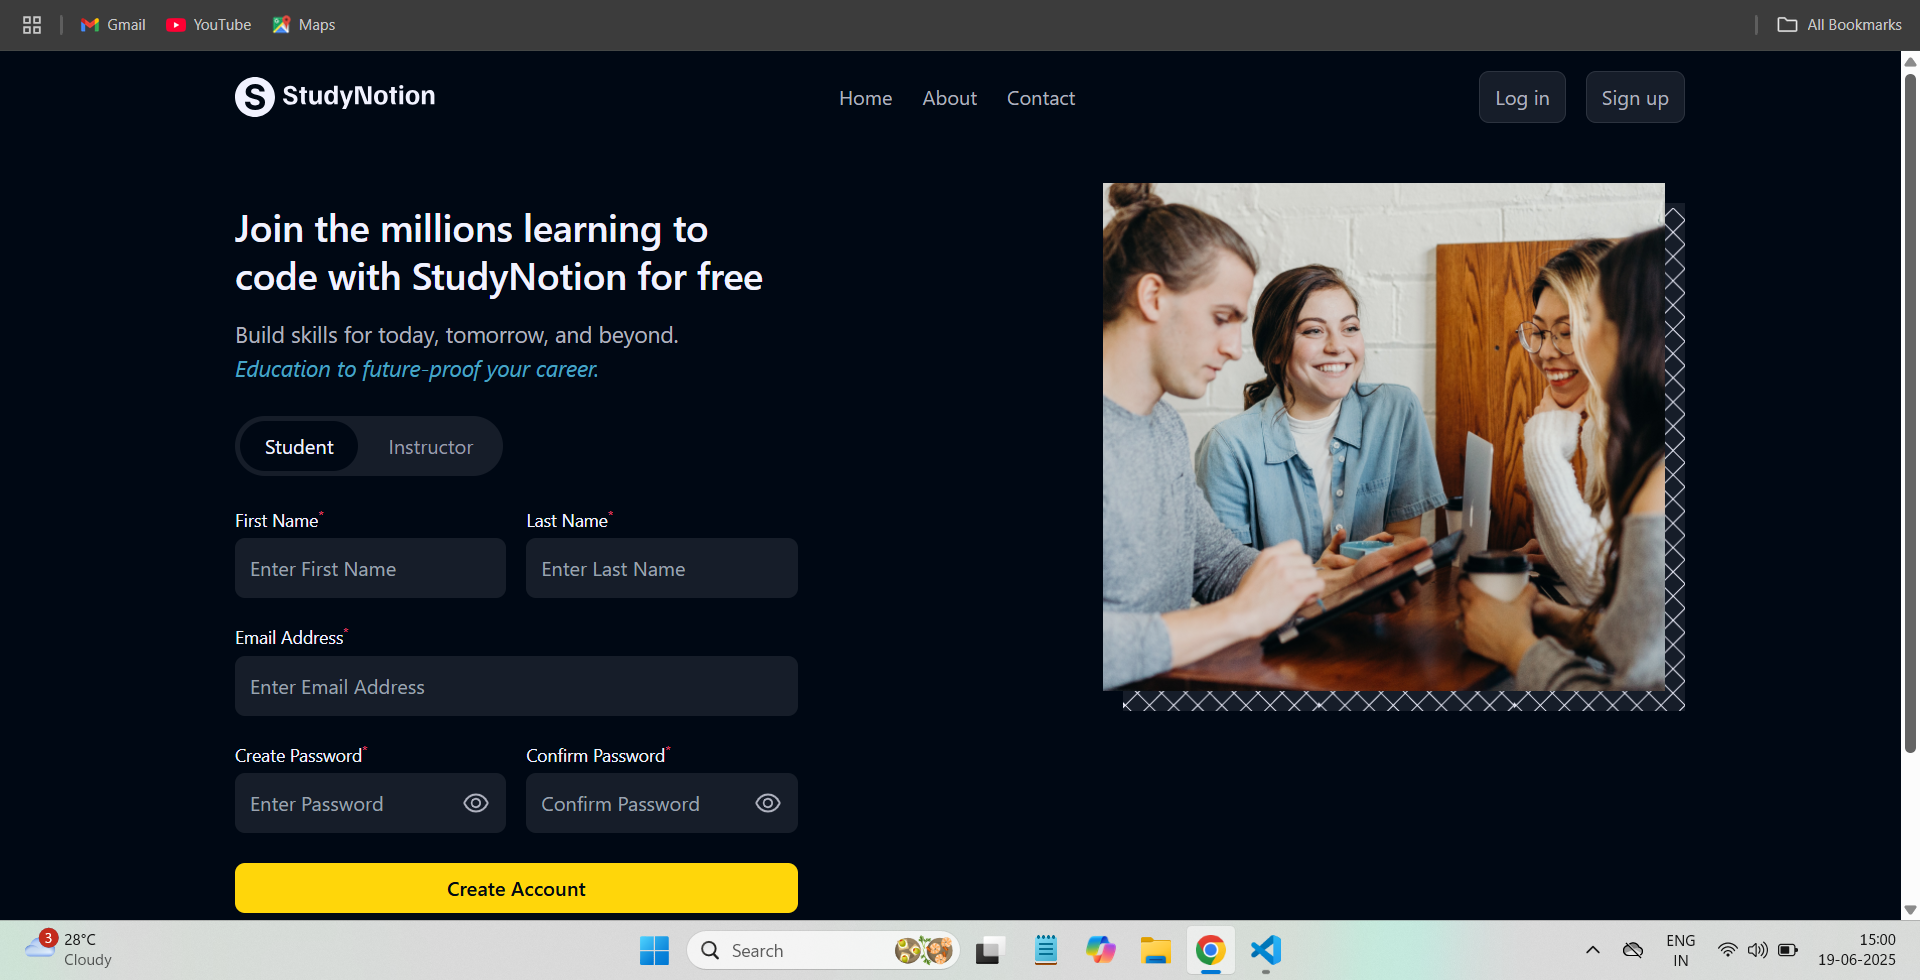 Gmail
YouTube
Maps
All Bookmarks
S StudyNotion
Home
About
Contact
Log in
Sign up
Join the millions learning to
code with StudyNotion for free
Build skills for today, tomorrow, and beyond.
Education to future-proof your career.
Student
Instructor
First Name*
Last Name*
Enter First Name
Enter Last Name
Email Address*
Enter Email Address
Create Password*
Confirm Password*
Enter Password
Confirm Password
Create Account
3
28°C
Cloudy
Search
ENG
IN
15:00
19-06-2025